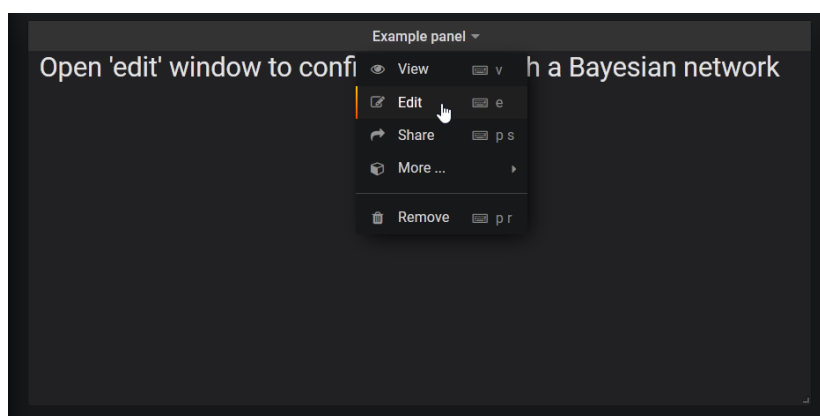 Example panel
Open 'edit' window to confi h a Bayesian network
View v
Edit e
Share p s
More ...
Remove p r